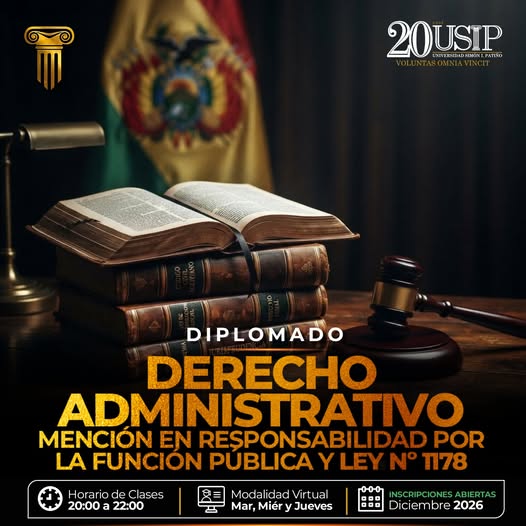 20 USIP
UNIVERSIDAD SIMÓN I. PATIÑO
VOLUNTAS OMNIA VINCIT
DIPLOMADO
DERECHO
ADMINISTRATIVO
MENCIÓN EN RESPONSABILIDAD POR
LA FUNCIÓN PÚBLICA Y LEY Nº 1178
Horario de Clases
20:00 a 22:00
Modalidad Virtual
Mar, Miér y Jueves
INSCRIPCIONES ABIERTAS
Diciembre 2026